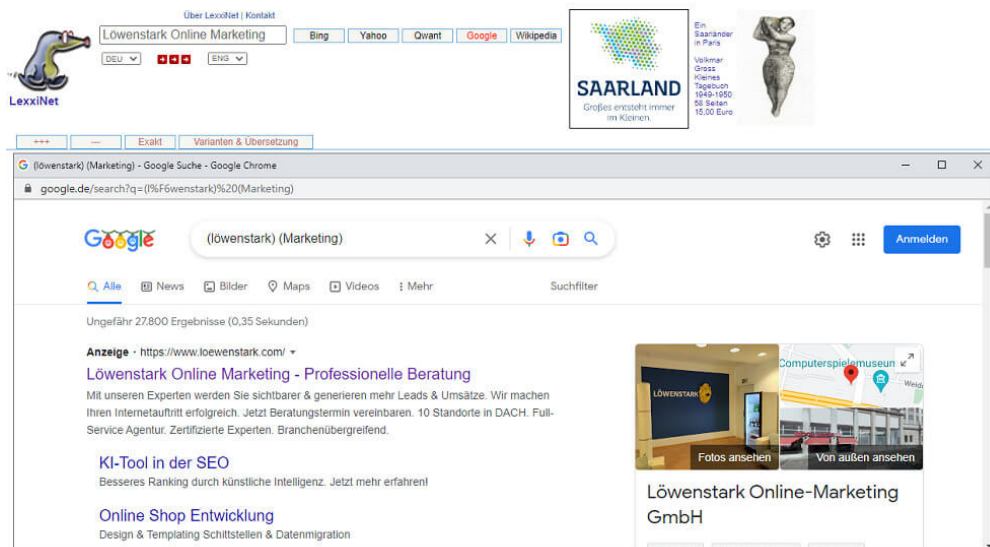 Über LexxiNet | Kontakt
Löwenstark Online Marketing
Bing
Yahoo
Qwant
Google
Wikipedia
DEU
ENG
LexxiNet
SAARLAND
Großes entsteht immer
im Kleinen.
Ein
Saarländer
in Paris
Volkmar
Gross
Kleines
Tagebuch
1949-1950
58 Seiten
15,00 Euro
+++
---
Exakt
Varianten & Übersetzung
(löwenstark) (Marketing) - Google Suche - Google Chrome
google.de/search?q=(l%F6wenstark)%20(Marketing)
Google
(löwenstark) (Marketing)
Anmelden
Alle
News
Bilder
Maps
Videos
Mehr
Suchfilter
Ungefähr 27.800 Ergebnisse (0,35 Sekunden)
Anzeige · https://www.loewenstark.com/
Löwenstark Online Marketing - Professionelle Beratung
Mit unseren Experten werden Sie sichtbarer & generieren mehr Leads & Umsätze. Wir machen
Ihren Internetauftritt erfolgreich. Jetzt Beratungstermin vereinbaren. 10 Standorte in DACH. Full-
Service Agentur. Zertifizierte Experten. Branchenübergreifend.
KI-Tool in der SEO
Besseres Ranking durch künstliche Intelligenz. Jetzt mehr erfahren!
Online Shop Entwicklung
Design & Templating Schittstellen & Datenmigration
LÖWENSTARK
Fotos ansehen
Computerspielemuseum
Weide
Von außen ansehen
Löwenstark Online-Marketing
GmbH